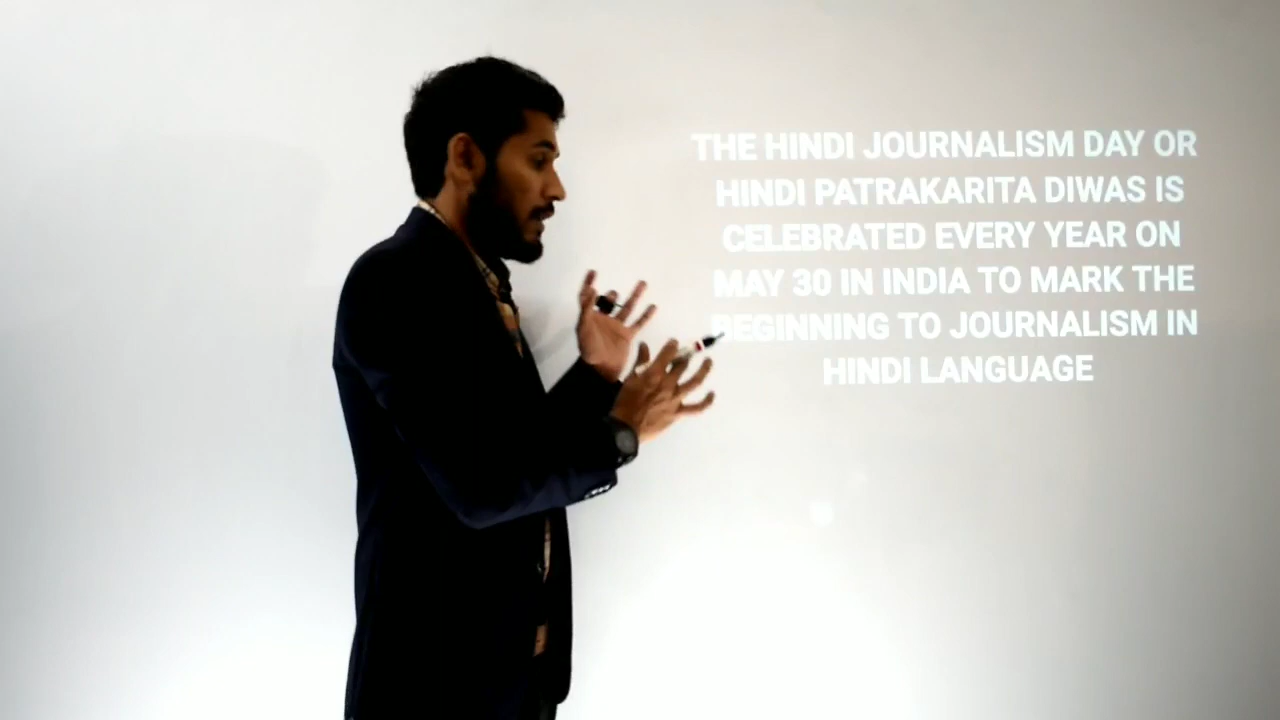 THE HINDI JOURNALISM DAY OR
HINDI PATRAKARITA DIWAS IS
CELEBRATED EVERY YEAR ON
MAY 30 IN INDIA TO MARK THE
BEGINNING TO JOURNALISM IN
HINDI LANGUAGE